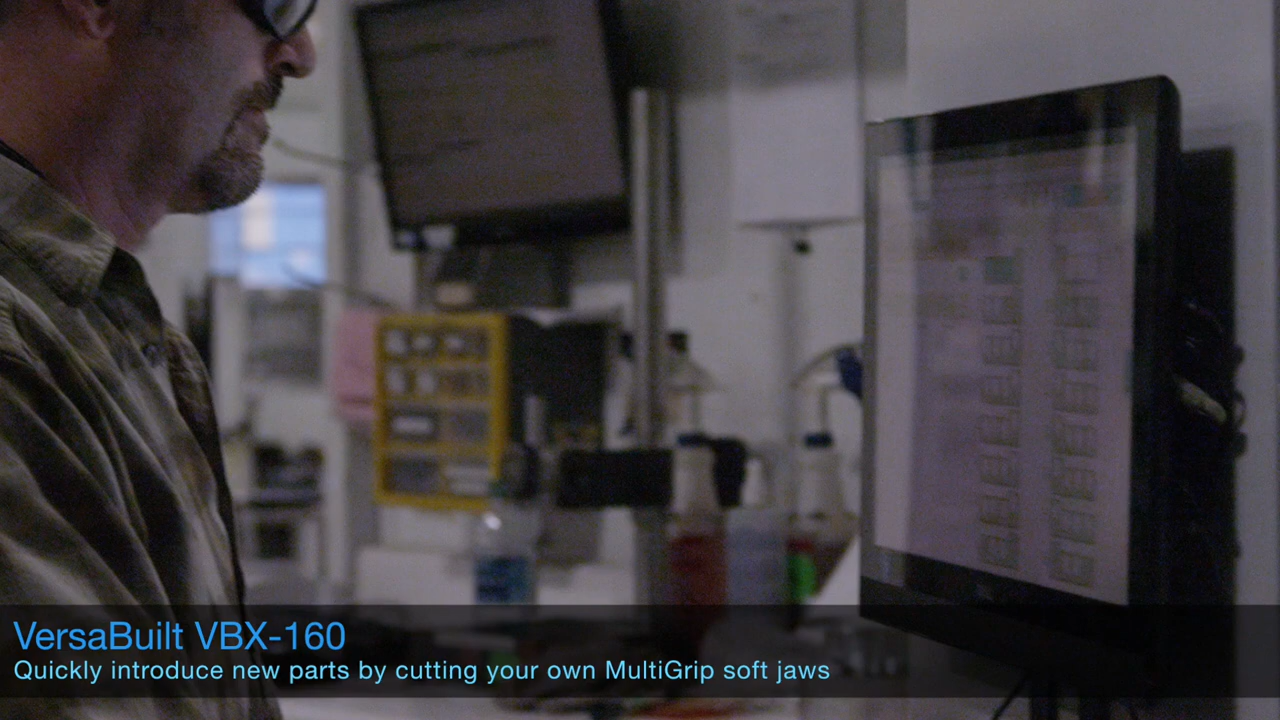 VersaBuilt VBX-160
Quickly introduce new parts by cutting your own MultiGrip soft jaws